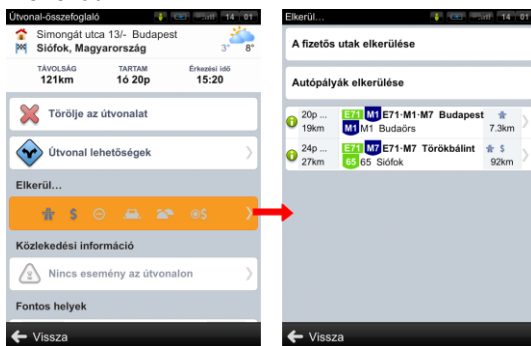 Útvonal-összefoglaló 14 01
Simongát utca 13/- Budapest
Siófok, Magyarország 3° 8°
TÁVOLSÁG TARTAM Érkezési idő
121km 1ó 20p 15:20
Törölje az útvonalat
Útvonal lehetőségek
Elkerül...
$ $
Közlekedési információ
Nincs esemény az útvonalon
Fontos helyek
Vissza
Elkerül... 14 01
A fizetős utak elkerülése
Autópályák elkerülése
20p ... E71 M1 E71-M1-M7 Budapest
19km M1 M1 Budaörs 7.3km
24p ... E71 M7 E71-M7 Törökbálint $
27km 65 65 Siófok 92km
Vissza